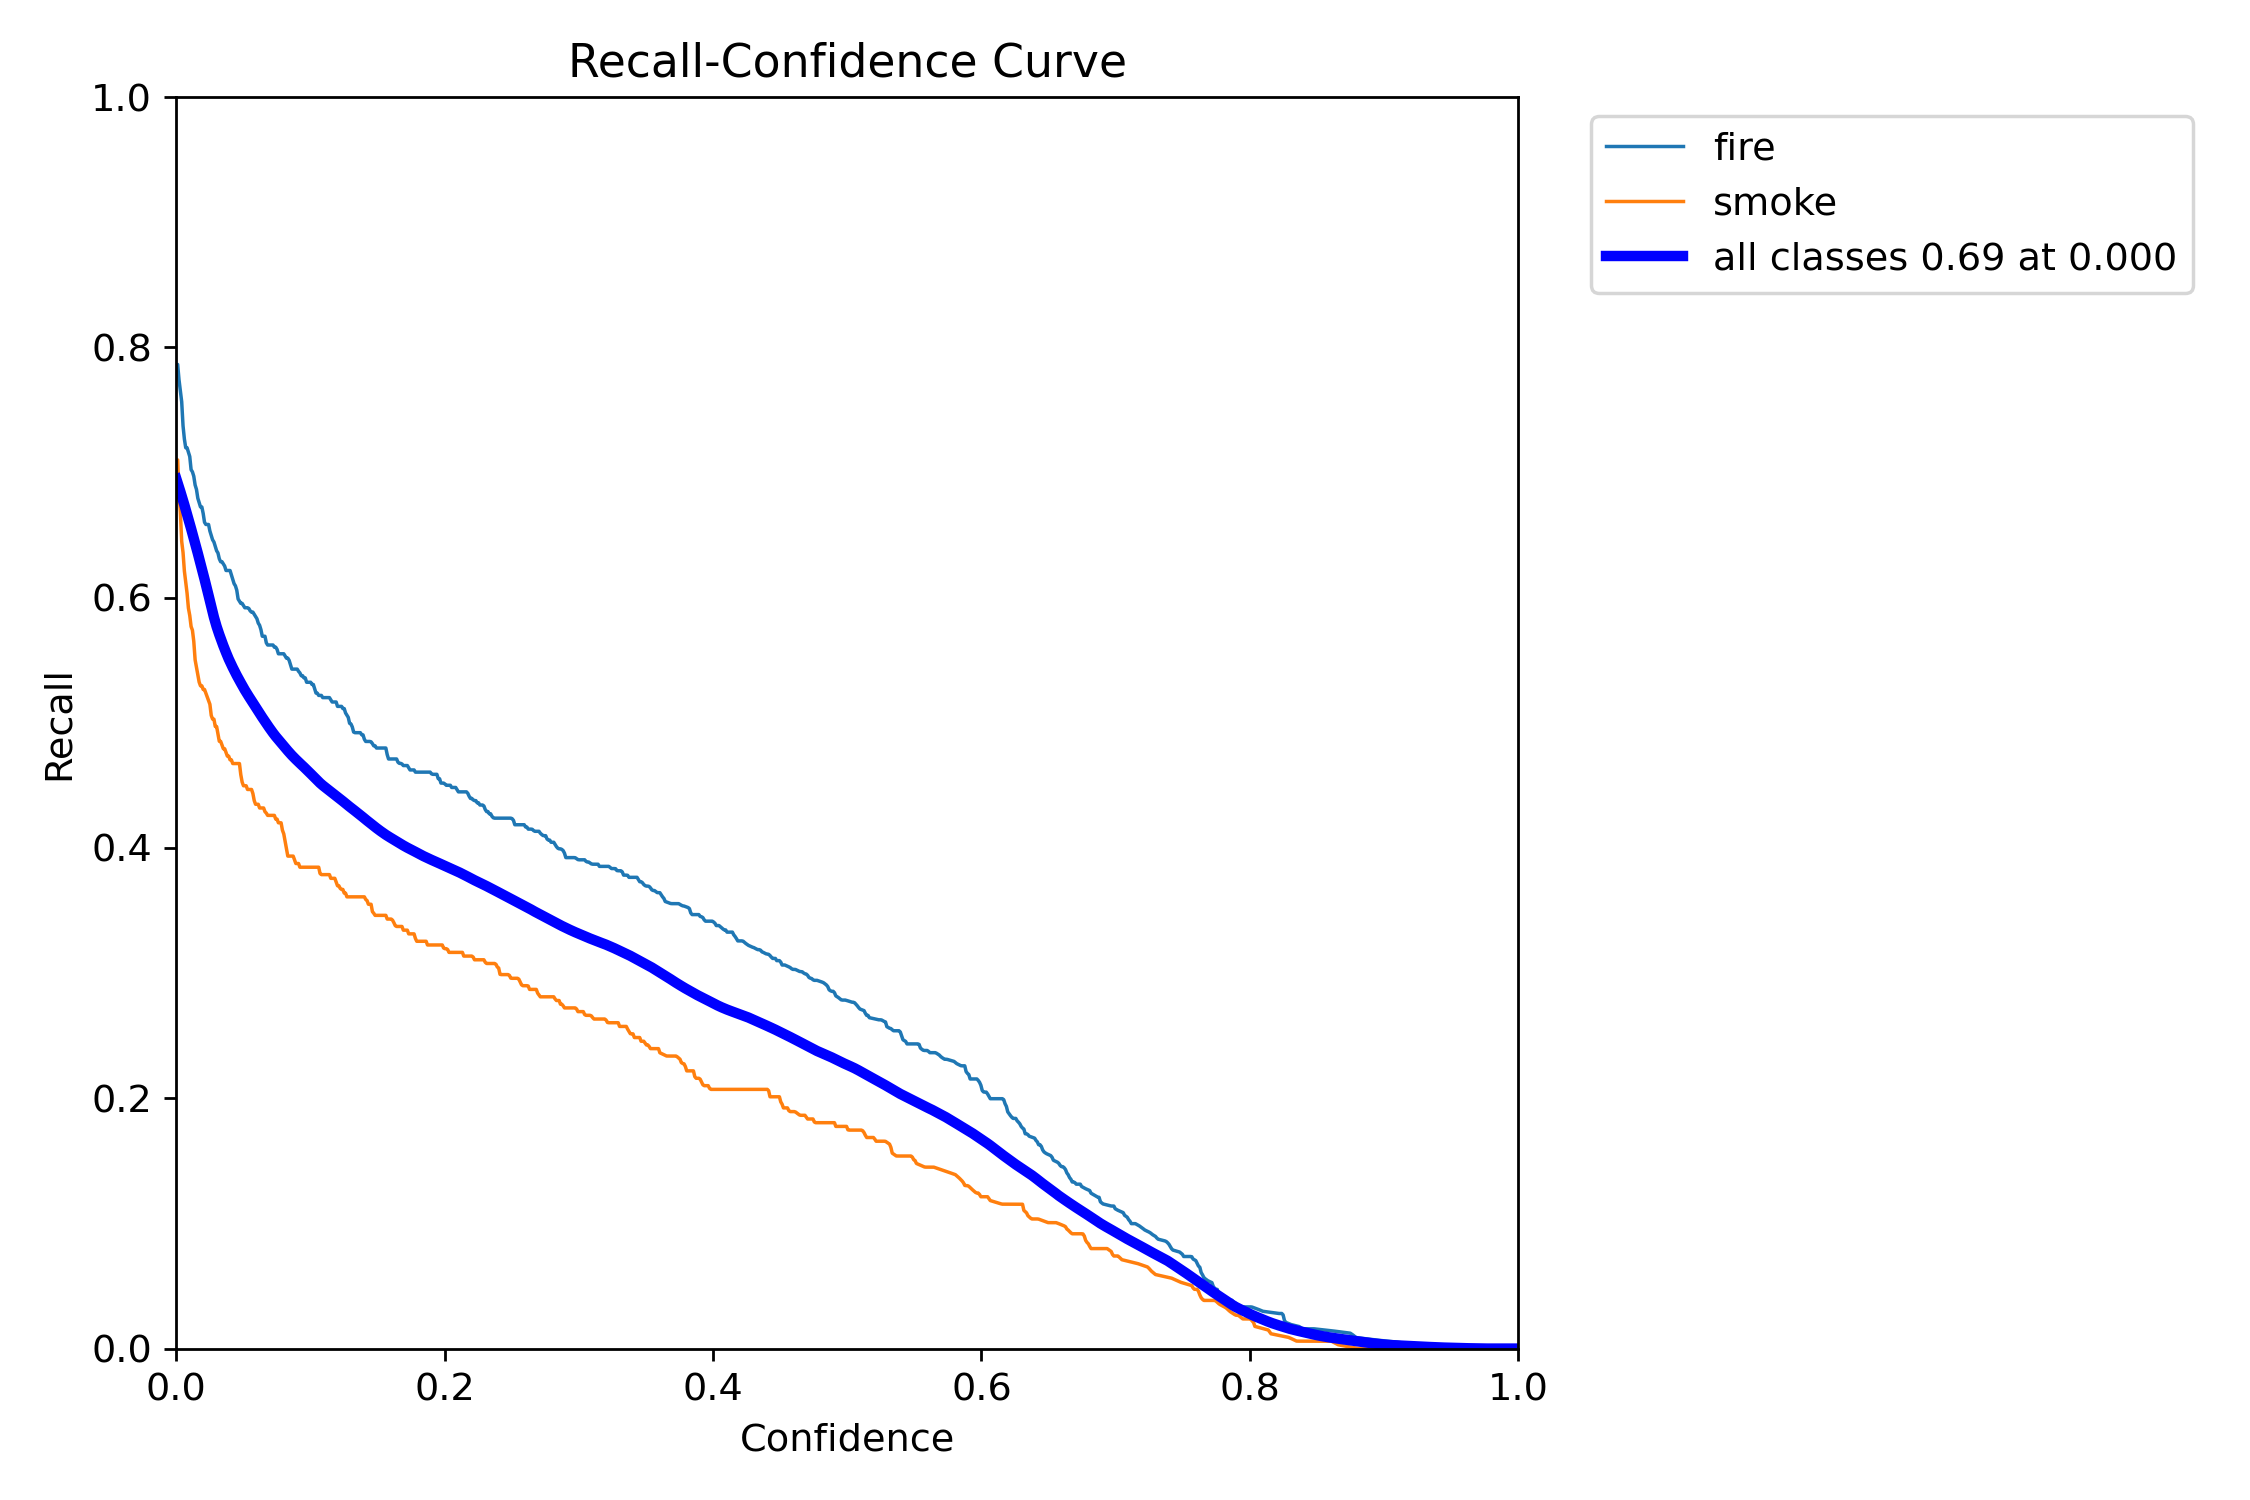 Recall-Confidence Curve
1.0
0.8
0.6
0.4
0.2
0.0
Recall
0.0 0.2 0.4 0.6 0.8 1.0
Confidence
fire
smoke
all classes 0.69 at 0.000